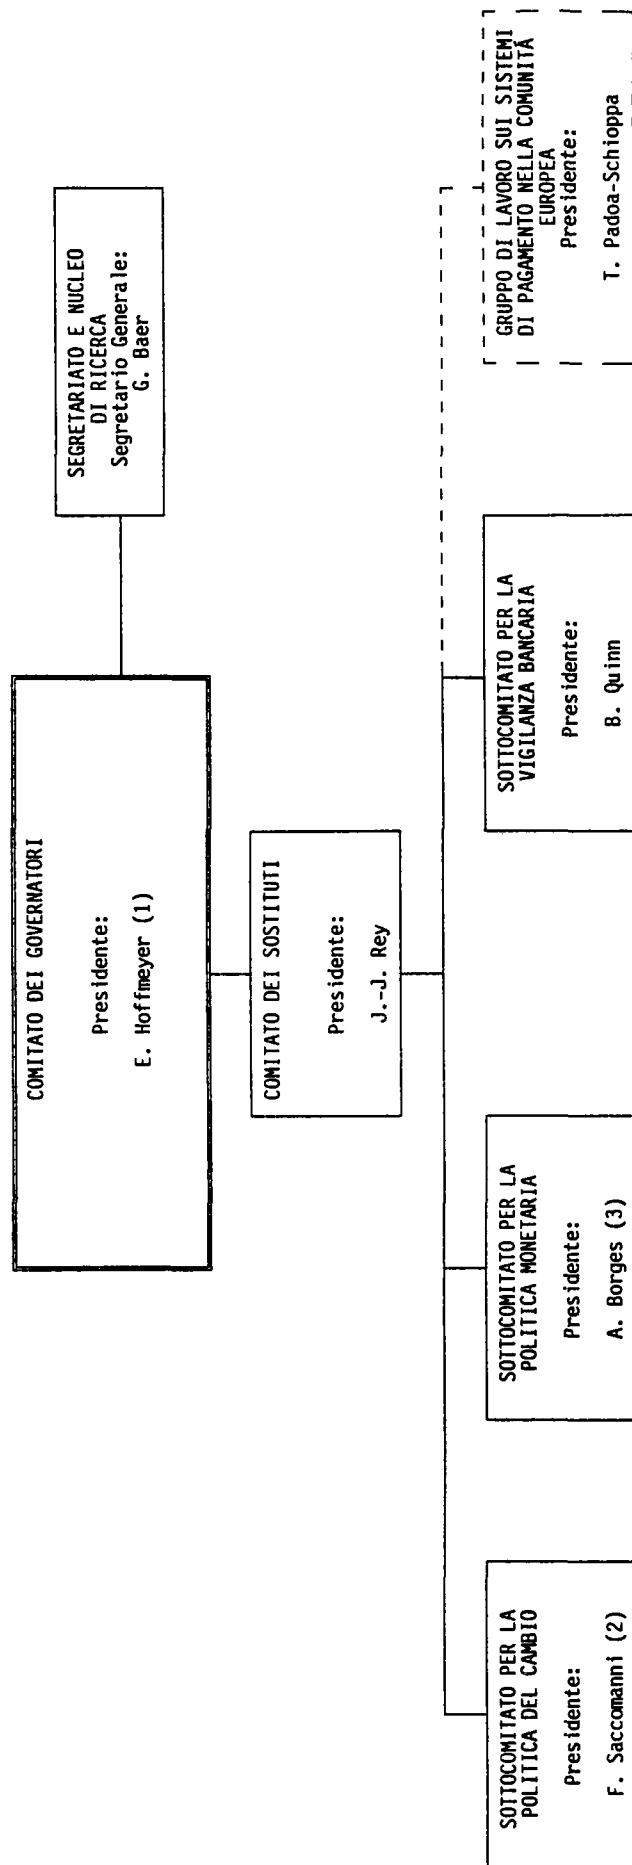 COMITATO DEI GOVERNATORI
Presidente:
E. Hoffmeyer (1)
SEGRETARIATO E NUCLEO
DI RICERCA
Segretario Generale:
G. Baer
COMITATO DEI SOSTITUTI
Presidente:
J.-J. Rey
SOTTOCOMITATO PER LA
POLITICA DEL CAMBIO
Presidente:
F. Saccomanni (2)
SOTTOCOMITATO PER LA
POLITICA MONETARIA
Presidente:
A. Borges (3)
SOTTOCOMITATO PER LA
VIGILANZA BANCARIA
Presidente:
B. Quinn
GRUPPO DI LAVORO SUI SISTEMI
DI PAGAMENTO NELLA COMUNITÁ
EUROPEA
Presidente:
T. Padoa-Schioppa